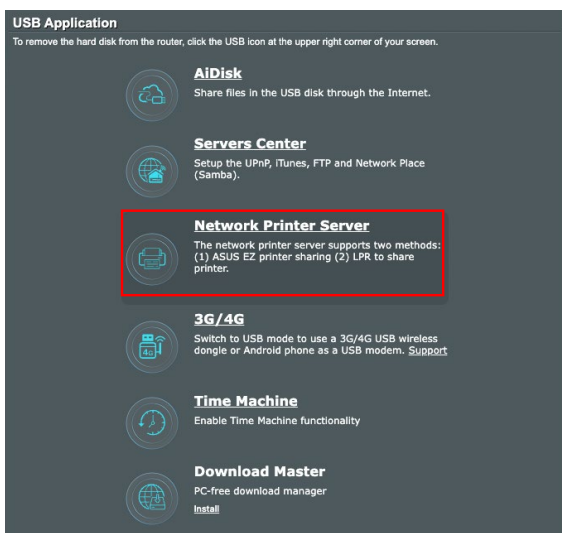 USB Application
To remove the hard disk from the router, click the USB icon at the upper right corner of your screen.
AiDisk
Share files in the USB disk through the Internet.
Servers Center
Setup the UPnP, iTunes, FTP and Network Place
(Samba).
Network Printer Server
The network printer server supports two methods:
(1) ASUS EZ printer sharing (2) LPR to share
printer.
3G/4G
4G
Switch to USB mode to use a 3G/4G USB wireless
dongle or Android phone as a USB modem. Support
Time Machine
Enable Time Machine functionality
Download Master
PC-free download manager
Install